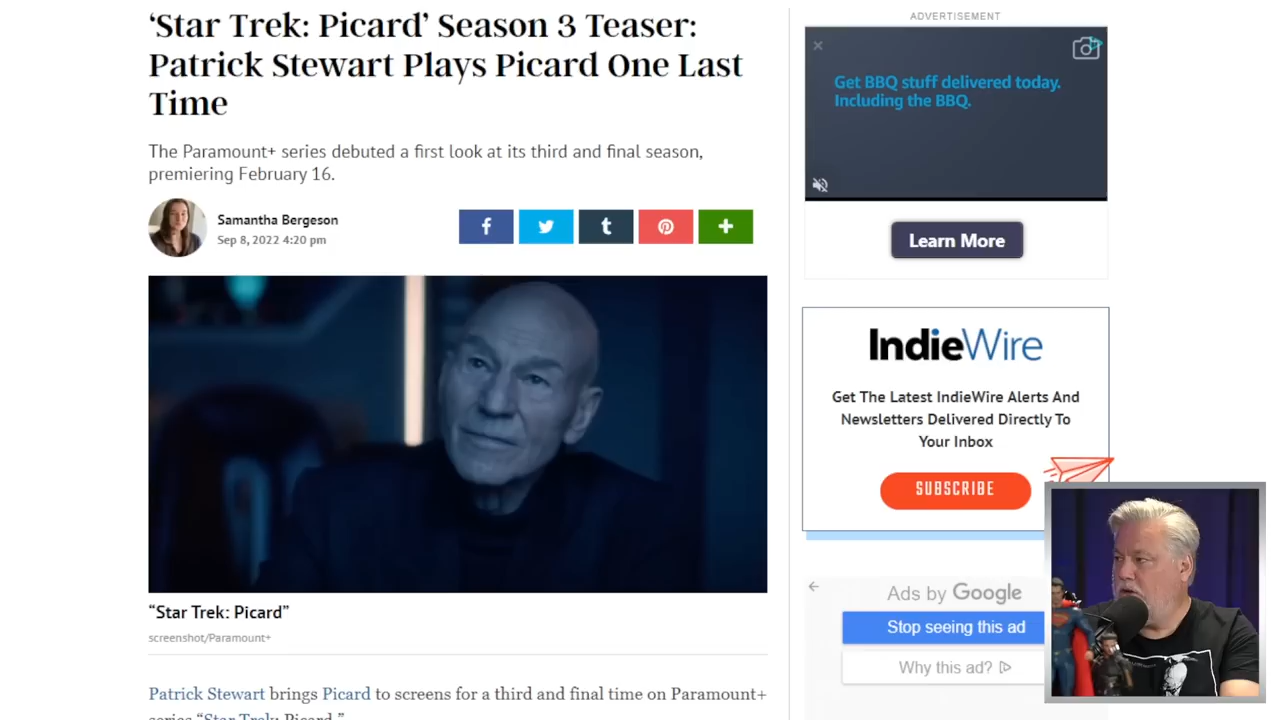 ‘Star Trek: Picard’ Season 3 Teaser:
Patrick Stewart Plays Picard One Last
Time
The Paramount+ series debuted a first look at its third and final season,
premiering February 16.
Samantha Bergeson
Sep 8, 2022 4:20 pm
“Star Trek: Picard”
screenshot/Paramount+
Patrick Stewart brings Picard to screens for a third and final time on Paramount+
series “Star Trek: Picard.”
ADVERTISEMENT
Get BBQ stuff delivered today.
Including the BBQ.
Learn More
IndieWire
Get The Latest IndieWire Alerts And
Newsletters Delivered Directly To
Your Inbox
SUBSCRIBE
Ads by Google
Stop seeing this ad
Why this ad?